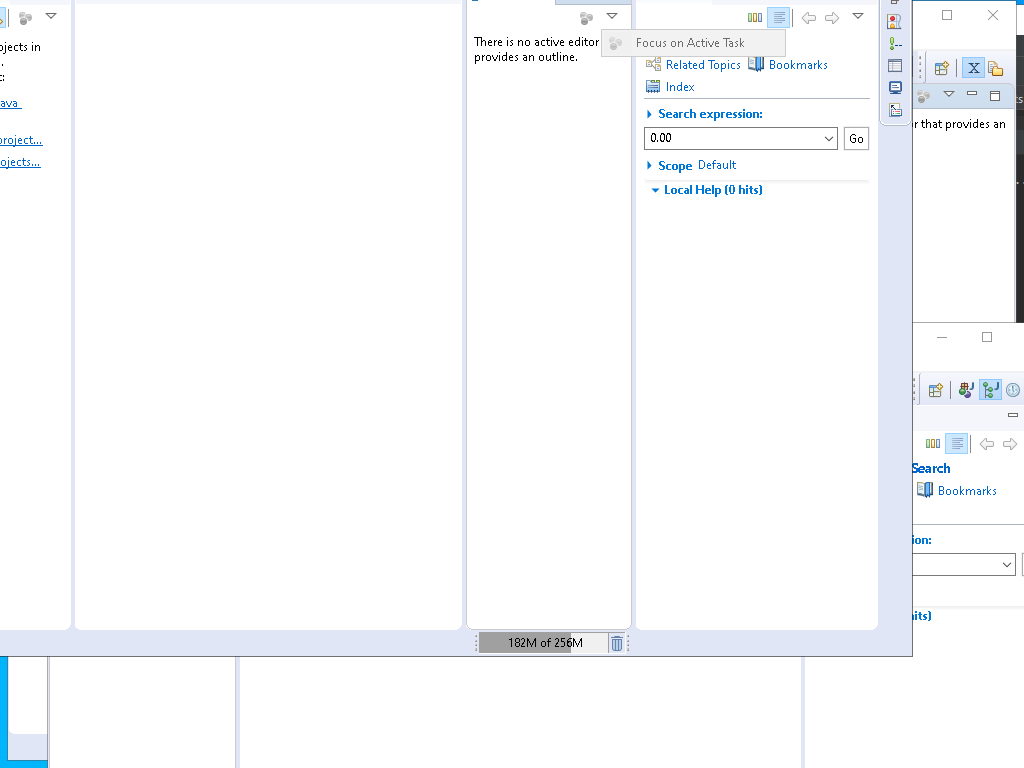 ojects in
ava
project...
ojects...
There is no active editor
provides an outline.
Focus on Active Task
Related Topics
Bookmarks
Index
Search expression:
0.00
Go
Scope Default
Local Help (0 hits)
182M of 256M
X
r that provides an
Search
Bookmarks
ion:
hits)